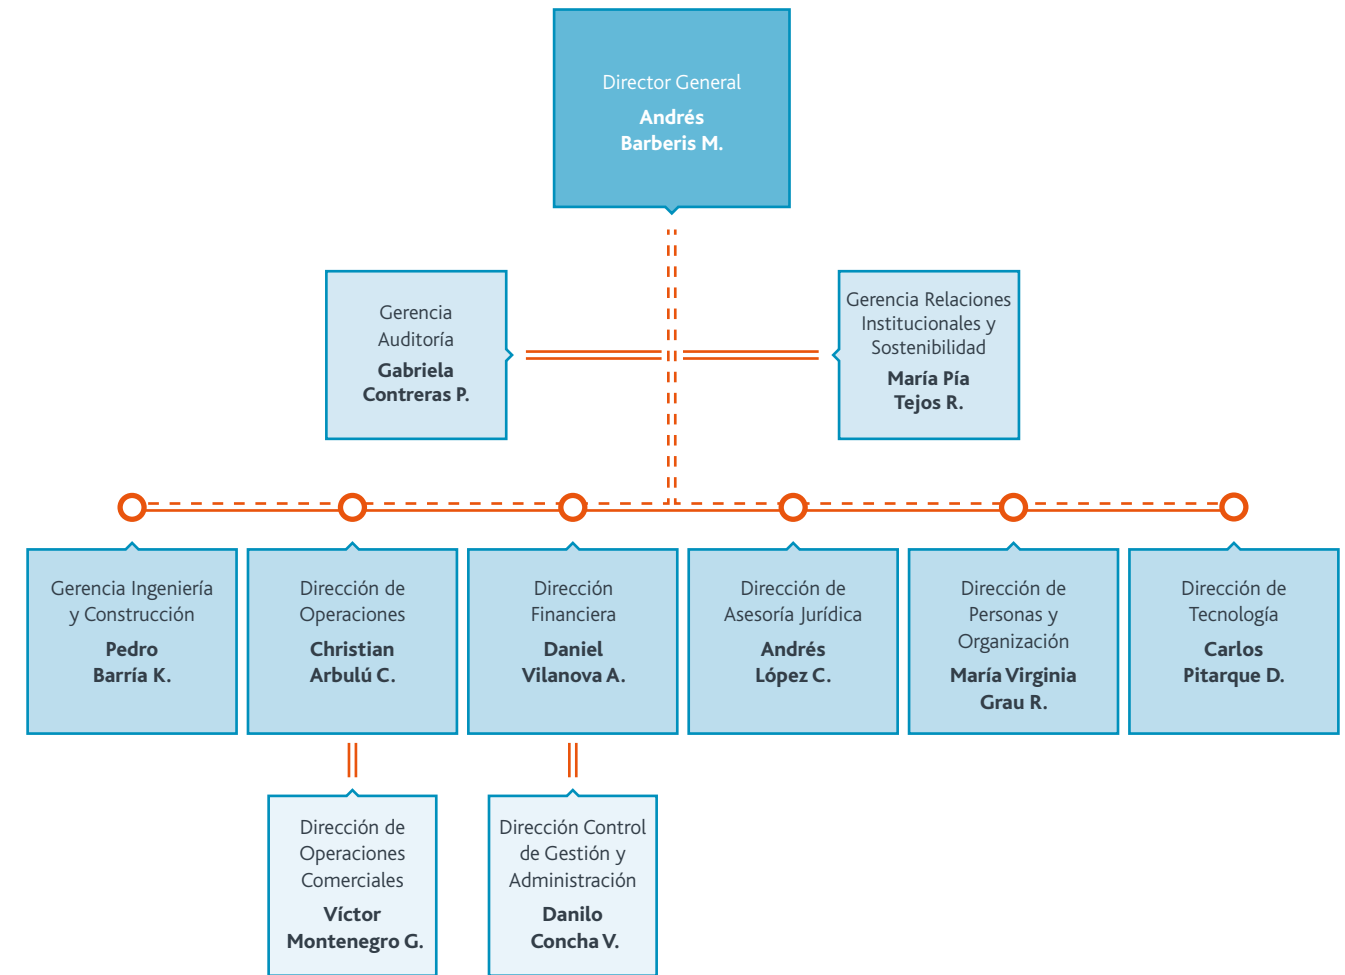 Director General
Andrés
Barberis M.
Gerencia
Auditoría
Gabriela
Contreras P.
Gerencia Relaciones
Institucionales y
Sostenibilidad
María Pía
Tejos R.
Gerencia Ingeniería
y Construcción
Pedro
Barría K.
Dirección de
Operaciones
Christian
Arbulú C.
Dirección
Financiera
Daniel
Vilanova A.
Dirección de
Asesoría Jurídica
Andrés
López C.
Dirección de
Personas y
Organización
María Virginia
Grau R.
Dirección de
Tecnología
Carlos
Pitarque D.
Dirección de
Operaciones
Comerciales
Víctor
Montenegro G.
Dirección Control
de Gestión y
Administración
Danilo
Concha V.